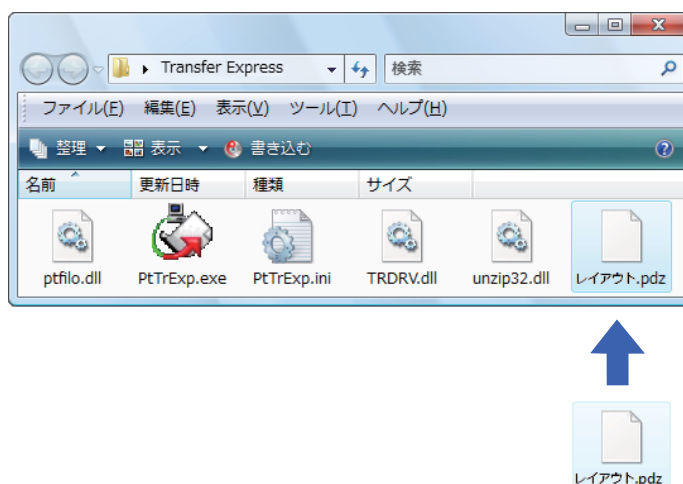 Transfer Express
検索
ファイル(F) 編集(E) 表示(V) ツール(T) ヘルプ(H)
整理 表示 書き込む
名前 更新日時 種類 サイズ
ptfilo.dll PtTrExp.exe PtTrExp.ini TRDRV.dll unzip32.dll レイアウト.pdz
レイアウト.pdz